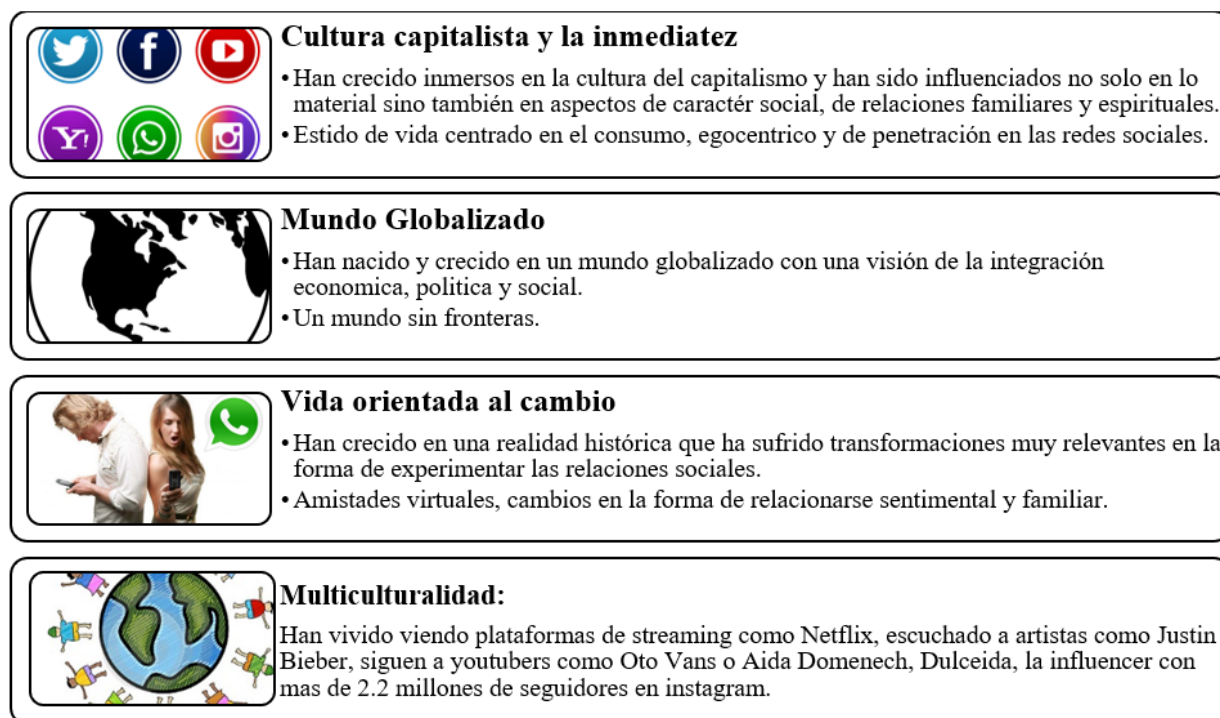 Cultura capitalista y la inmediatez
• Han crecido inmersos en la cultura del capitalismo y han sido influenciados no solo en lo
material sino también en aspectos de caractér social, de relaciones familiares y espirituales.
• Estido de vida centrado en el consumo, egocentrico y de penetración en las redes sociales.
Mundo Globalizado
• Han nacido y crecido en un mundo globalizado con una visión de la integración
economica, politica y social.
• Un mundo sin fronteras.
Vida orientada al cambio
• Han crecido en una realidad histórica que ha sufrido transformaciones muy relevantes en la
forma de experimentar las relaciones sociales.
• Amistades virtuales, cambios en la forma de relacionarse sentimental y familiar.
Multiculturalidad:
Han vivido viendo plataformas de streaming como Netflix, escuchado a artistas como Justin
Bieber, siguen a youtubers como Oto Vans o Aida Domenech, Dulceida, la influencer con
mas de 2.2 millones de seguidores en instagram.